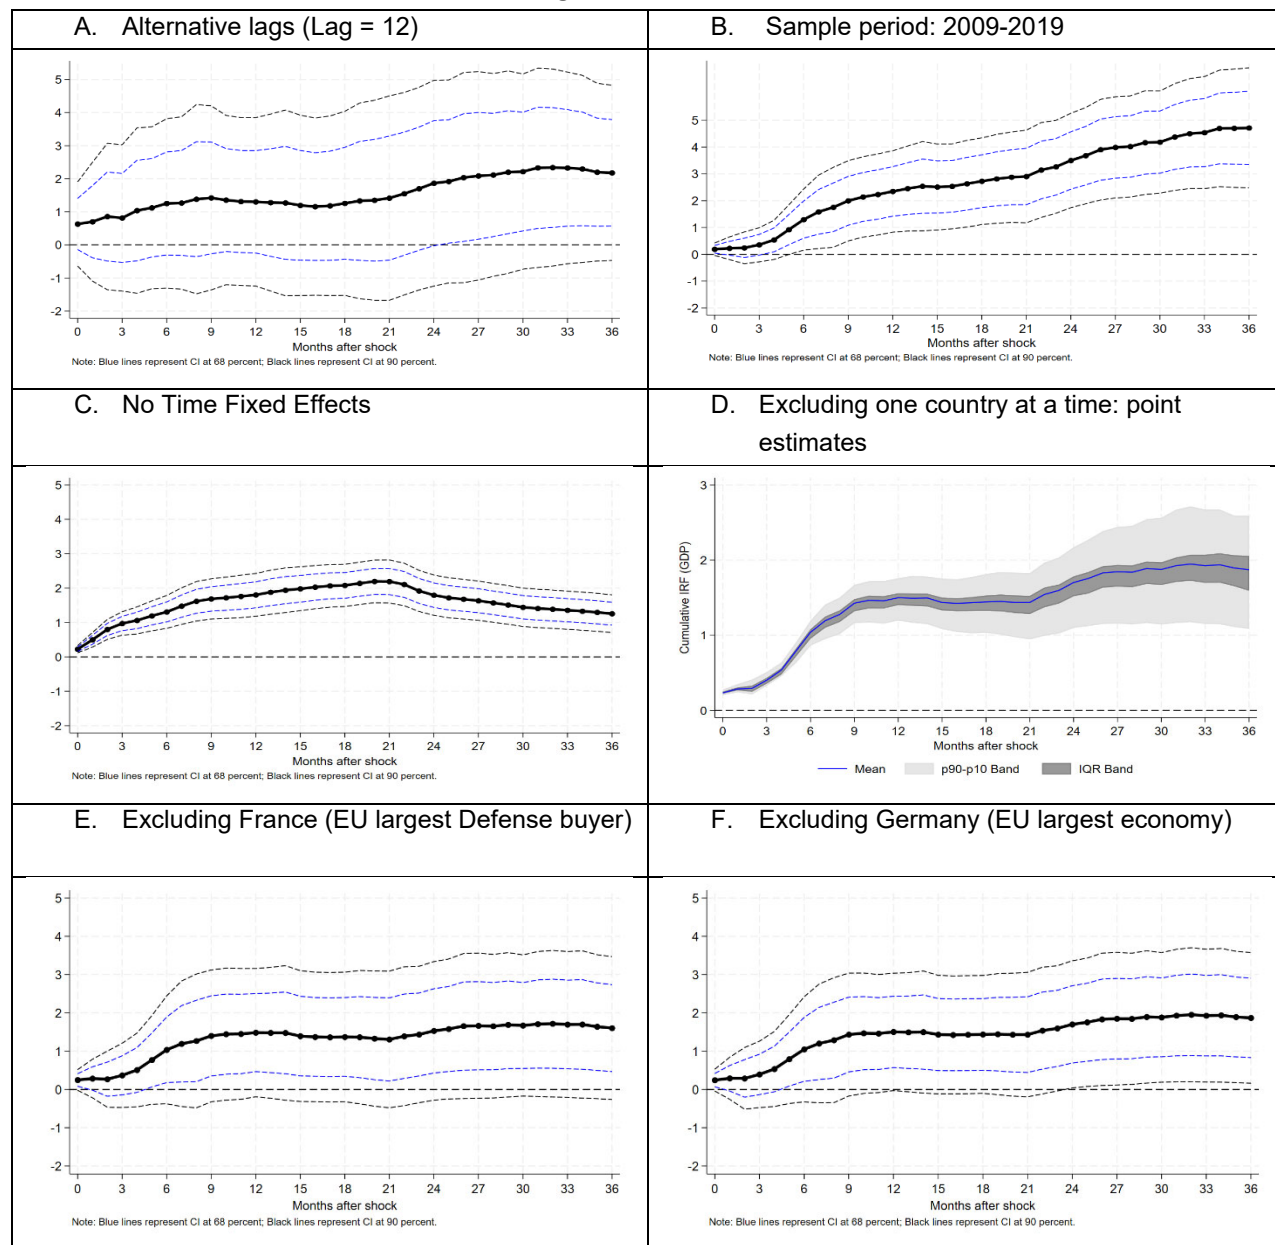 A. Alternative lags (Lag = 12)
B. Sample period: 2009-2019
5
4
3
2
1
0
-1
-2
0 3 6 9 12 15 18 21 24 27 30 33 36
Months after shock
Note: Blue lines represent CI at 68 percent; Black lines represent CI at 90 percent.
5
4
3
2
1
0
-1
-2
0 3 6 9 12 15 18 21 24 27 30 33 36
Months after shock
Note: Blue lines represent CI at 68 percent; Black lines represent CI at 90 percent.
C. No Time Fixed Effects
D. Excluding one country at a time: point
estimates
5
4
3
2
1
0
-1
-2
0 3 6 9 12 15 18 21 24 27 30 33 36
Months after shock
Note: Blue lines represent CI at 68 percent; Black lines represent CI at 90 percent.
Cumulative IRF (GDP)
3
2
1
0
0 3 6 9 12 15 18 21 24 27 30 33 36
Months after shock
Mean p90-p10 Band IQR Band
E. Excluding France (EU largest Defense buyer)
F. Excluding Germany (EU largest economy)
5
4
3
2
1
0
-1
-2
0 3 6 9 12 15 18 21 24 27 30 33 36
Months after shock
Note: Blue lines represent CI at 68 percent; Black lines represent CI at 90 percent.
5
4
3
2
1
0
-1
-2
0 3 6 9 12 15 18 21 24 27 30 33 36
Months after shock
Note: Blue lines represent CI at 68 percent; Black lines represent CI at 90 percent.